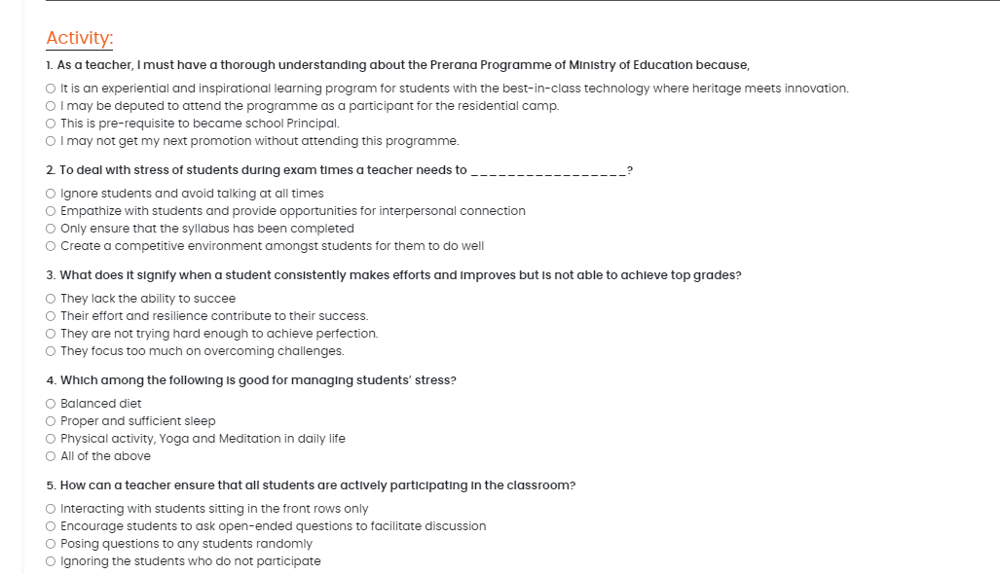 Activity:
1. As a teacher, I must have a thorough understanding about the Prerana Programme of Ministry of Education because,
It is an experiential and inspirational learning program for students with the best-in-class technology where heritage meets innovation.
I may be deputed to attend the programme as a participant for the residential camp.
This is pre-requisite to became school Principal.
I may not get my next promotion without attending this programme.
2. To deal with stress of students during exam times a teacher needs to _________________?
Ignore students and avoid talking at all times
Empathize with students and provide opportunities for interpersonal connection
Only ensure that the syllabus has been completed
Create a competitive environment amongst students for them to do well
3. What does it signify when a student consistently makes efforts and improves but is not able to achieve top grades?
They lack the ability to succee
Their effort and resilience contribute to their success.
They are not trying hard enough to achieve perfection.
They focus too much on overcoming challenges.
4. Which among the following is good for managing students' stress?
Balanced diet
Proper and sufficient sleep
Physical activity, Yoga and Meditation in daily life
All of the above
5. How can a teacher ensure that all students are actively participating in the classroom?
Interacting with students sitting in the front rows only
Encourage students to ask open-ended questions to facilitate discussion
Posing questions to any students randomly
Ignoring the students who do not participate